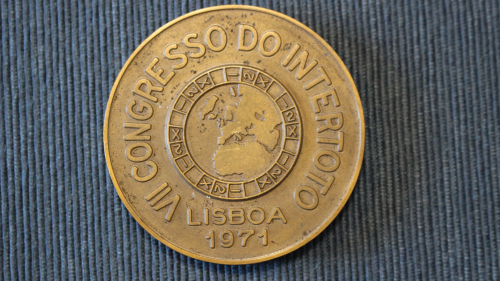 VII CONGRESSO DO INTERTOTO
LISBOA
1971